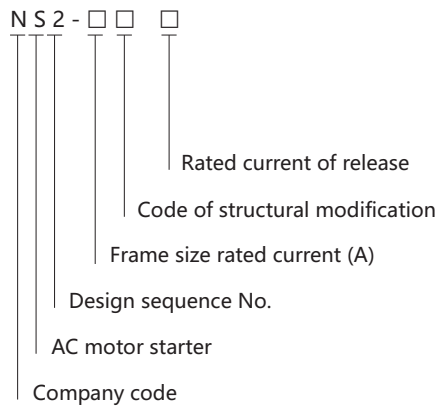 NS2-□□ □
Rated current of release
Code of structural modification
Frame size rated current (A)
Design sequence No.
AC motor starter
Company code